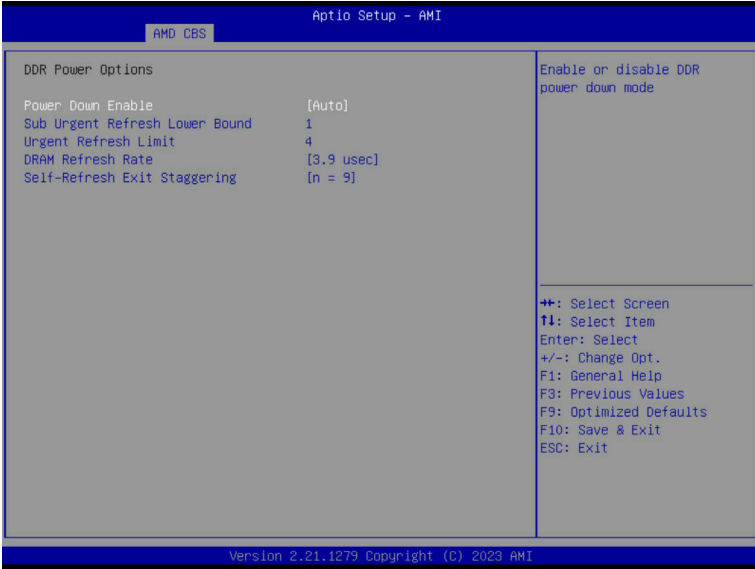 Aptio Setup – AMI
AMD CBS
DDR Power Options
Power Down Enable [Auto]
Sub Urgent Refresh Lower Bound 1
Urgent Refresh Limit 4
DRAM Refresh Rate [3.9 usec]
Self-Refresh Exit Staggering [n = 9]
Enable or disable DDR
power down mode
→←: Select Screen
↑↓: Select Item
Enter: Select
+/-: Change Opt.
F1: General Help
F3: Previous Values
F9: Optimized Defaults
F10: Save & Exit
ESC: Exit
Version 2.21.1279 Copyright (C) 2023 AMI